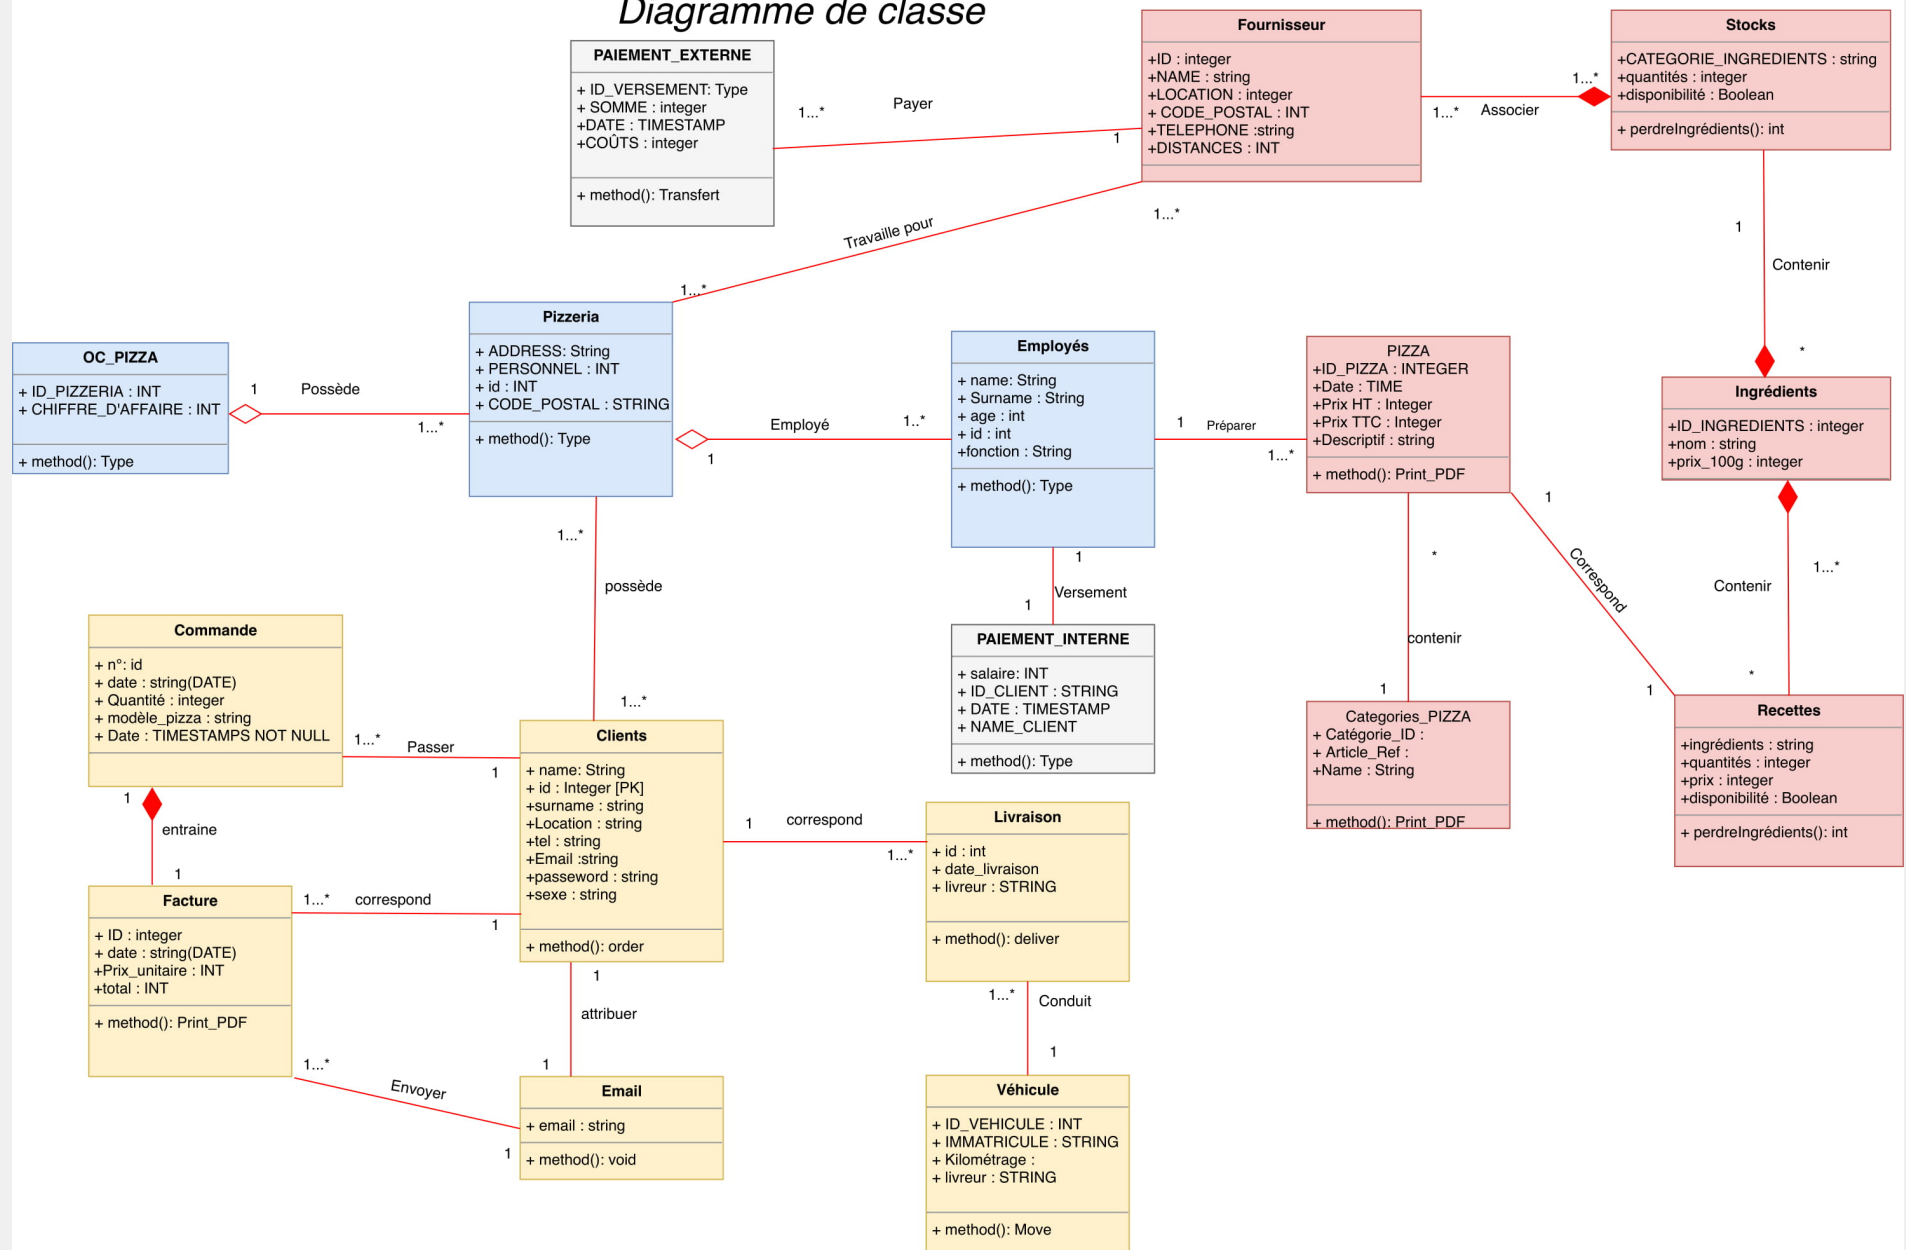 Diagramme de classe
PAIEMENT_EXTERNE
+ ID_VERSEMENT: Type
+ SOMME : integer
+DATE : TIMESTAMP
+COÛTS : integer
+ method(): Transfert
1...*
Payer
1
Fournisseur
+ID : integer
+NAME : string
+LOCATION : integer
+ CODE_POSTAL : INT
+TELEPHONE :string
+DISTANCES : INT
1...*
Associer
1...*
Stocks
+CATEGORIE_INGREDIENTS : string
+quantités : integer
+disponibilité : Boolean
+ perdreIngrédients(): int
1...*
Travaille pour
1...*
1
Contenir
*
OC_PIZZA
+ ID_PIZZERIA : INT
+ CHIFFRE_D'AFFAIRE : INT
+ method(): Type
1
Possède
1...*
Pizzeria
+ ADDRESS: String
+ PERSONNEL : INT
+ id : INT
+ CODE_POSTAL : STRING
+ method(): Type
1
Employé
1..*
Employés
+ name: String
+ Surname : String
+ age : int
+ id : int
+fonction : String
+ method(): Type
1
Préparer
1...*
PIZZA
+ID_PIZZA : INTEGER
+Date : TIME
+Prix HT : Integer
+Prix TTC : Integer
+Descriptif : string
+ method(): Print_PDF
Ingrédients
+ID_INGREDIENTS : integer
+nom : string
+prix_100g : integer
1...*
possède
1...*
1
Versement
1
*
contenir
1
1
Correspond
1
1...*
Contenir
*
PAIEMENT_INTERNE
+ salaire: INT
+ ID_CLIENT : STRING
+ DATE : TIMESTAMP
+ NAME_CLIENT
+ method(): Type
Categories_PIZZA
+ Catégorie_ID :
+ Article_Ref :
+Name : String
+ method(): Print_PDF
Recettes
+ingrédients : string
+quantités : integer
+prix : integer
+disponibilité : Boolean
+ perdreIngrédients(): int
Commande
+ n°: id
+ date : string(DATE)
+ Quantité : integer
+ modèle_pizza : string
+ Date : TIMESTAMPS NOT NULL
1...*
Passer
1
Clients
+ name: String
+ id : Integer [PK]
+surname : string
+Location : string
+tel : string
+Email :string
+passeword : string
+sexe : string
+ method(): order
1
correspond
1...*
Livraison
+ id : int
+ date_livraison
+ livreur : STRING
+ method(): deliver
1
entraine
1
Facture
+ ID : integer
+ date : string(DATE)
+Prix_unitaire : INT
+total : INT
+ method(): Print_PDF
1...*
correspond
1
1
attribuer
1
1...*
Envoyer
1
Email
+ email : string
+ method(): void
1...*
Conduit
1
Véhicule
+ ID_VEHICULE : INT
+ IMMATRICULE : STRING
+ Kilométrage :
+ livreur : STRING
+ method(): Move